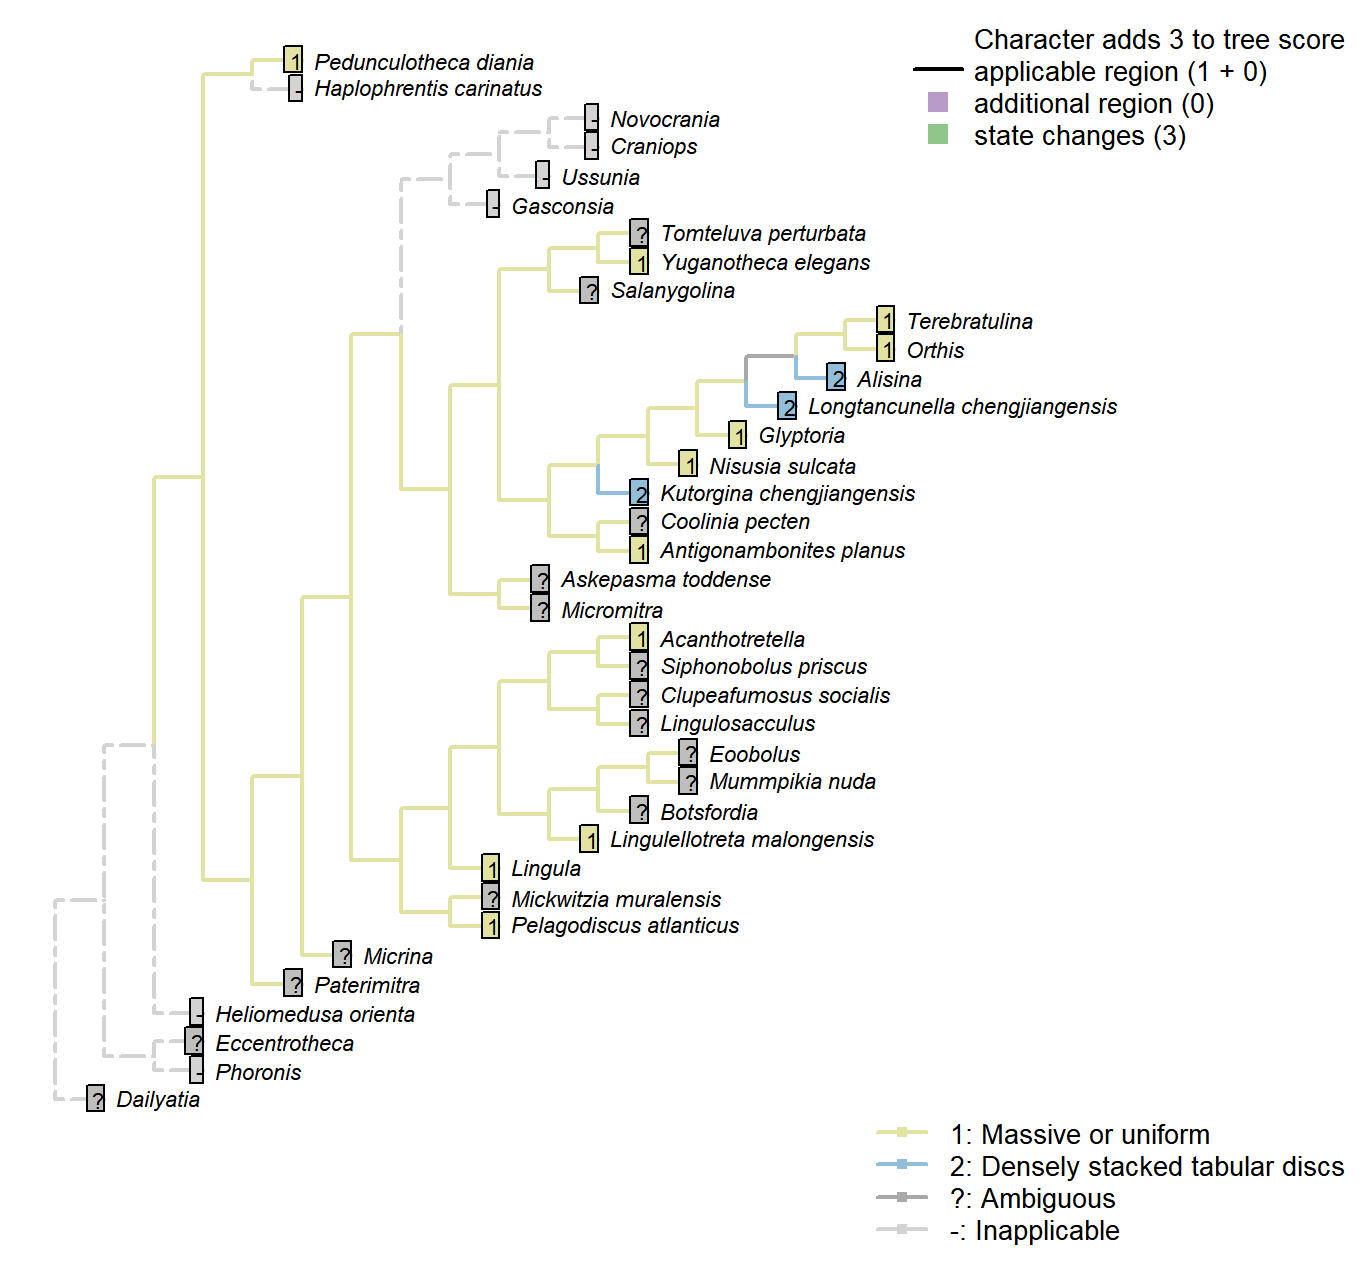 Character adds 3 to tree score
applicable region (1 + 0)
additional region (0)
state changes (3)
1 Pedunculotheca diania
- Haplophrentis carinatus
- Novocrania
- Craniops
- Ussunia
- Gasconsia
? Tomteluva perturbata
1 Yuganotheca elegans
? Salanygolina
1 Terebratulina
1 Orthis
2 Alisina
2 Longtancunella chengjiangensis
1 Glyptoria
1 Nisusia sulcata
2 Kutorgina chengjiangensis
? Coolinia pecten
1 Antigonambonites planus
? Askepasma toddense
? Micromitra
1 Acanthotretella
? Siphonobolus priscus
? Clupeafumosus socialis
? Lingulosacculus
? Eoobolus
? Mummpikia nuda
? Botsfordia
1 Lingulellotreta malongensis
1 Lingula
? Mickwitzia muralensis
1 Pelagodiscus atlanticus
? Micrina
? Paterimitra
- Heliomedusa orienta
? Eccentrotheca
- Phoronis
? Dailyatia
1: Massive or uniform
2: Densely stacked tabular discs
?: Ambiguous
-: Inapplicable